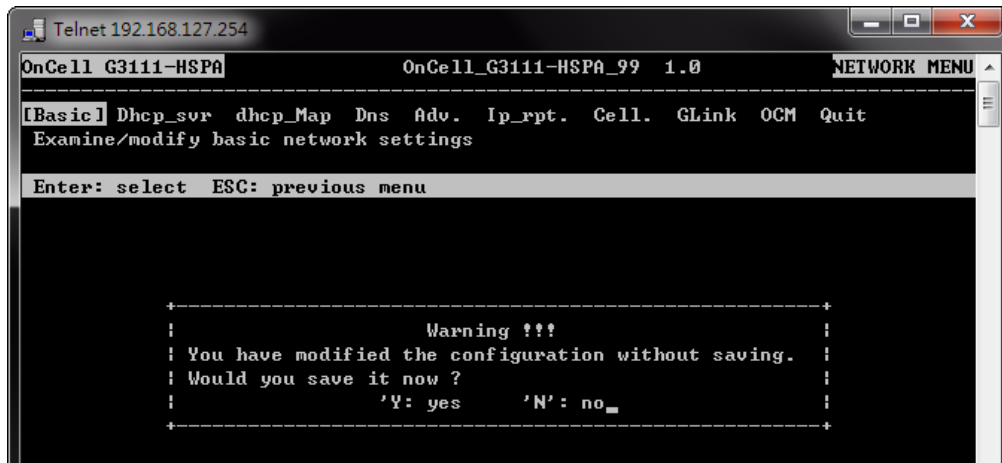 Telnet 192.168.127.254
OnCell G3111-HSPA OnCell_G3111-HSPA_99 1.0 NETWORK MENU
[Basic] Dhcp_svr dhcp_Map Dns Adv. Ip_rpt. Cell. GLink OCM Quit
Examine/modify basic network settings
Enter: select ESC: previous menu
Warning !!!
You have modified the configuration without saving.
Would you save it now ?
'Y: yes 'N': no_